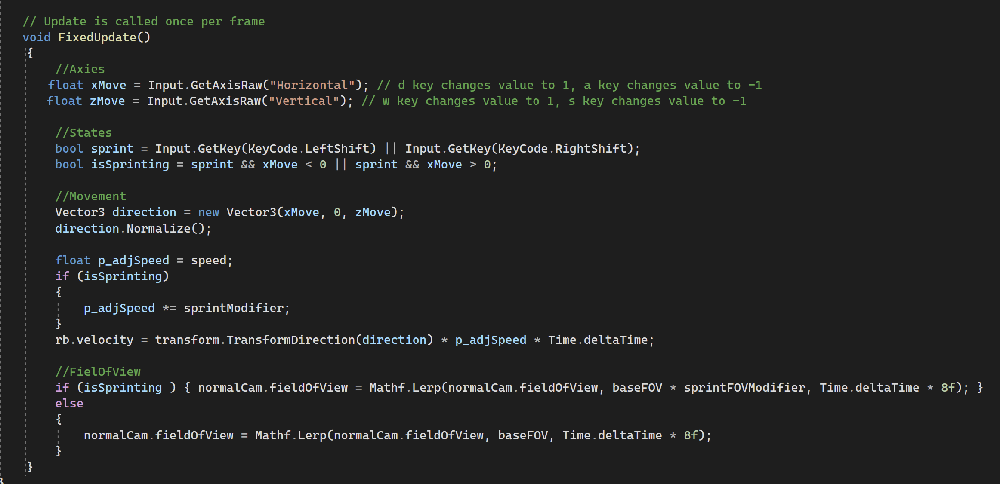 // Update is called once per frame
void FixedUpdate()
{
//Axies
float xMove = Input.GetAxisRaw("Horizontal"); // d key changes value to 1, a key changes value to -1
float zMove = Input.GetAxisRaw("Vertical"); // w key changes value to 1, s key changes value to -1
//States
bool sprint = Input.GetKey(KeyCode.LeftShift) || Input.GetKey(KeyCode.RightShift);
bool isSprinting = sprint && xMove < 0 || sprint && xMove > 0;
//Movement
Vector3 direction = new Vector3(xMove, 0, zMove);
direction.Normalize();
float p_adjSpeed = speed;
if (isSprinting)
{
p_adjSpeed *= sprintModifier;
}
rb.velocity = transform.TransformDirection(direction) * p_adjSpeed * Time.deltaTime;
//FielOfView
if (isSprinting ) { normalCam.fieldOfView = Mathf.Lerp(normalCam.fieldOfView, baseFOV * sprintFOVModifier, Time.deltaTime * 8f); }
else
{
normalCam.fieldOfView = Mathf.Lerp(normalCam.fieldOfView, baseFOV, Time.deltaTime * 8f);
}
}
}